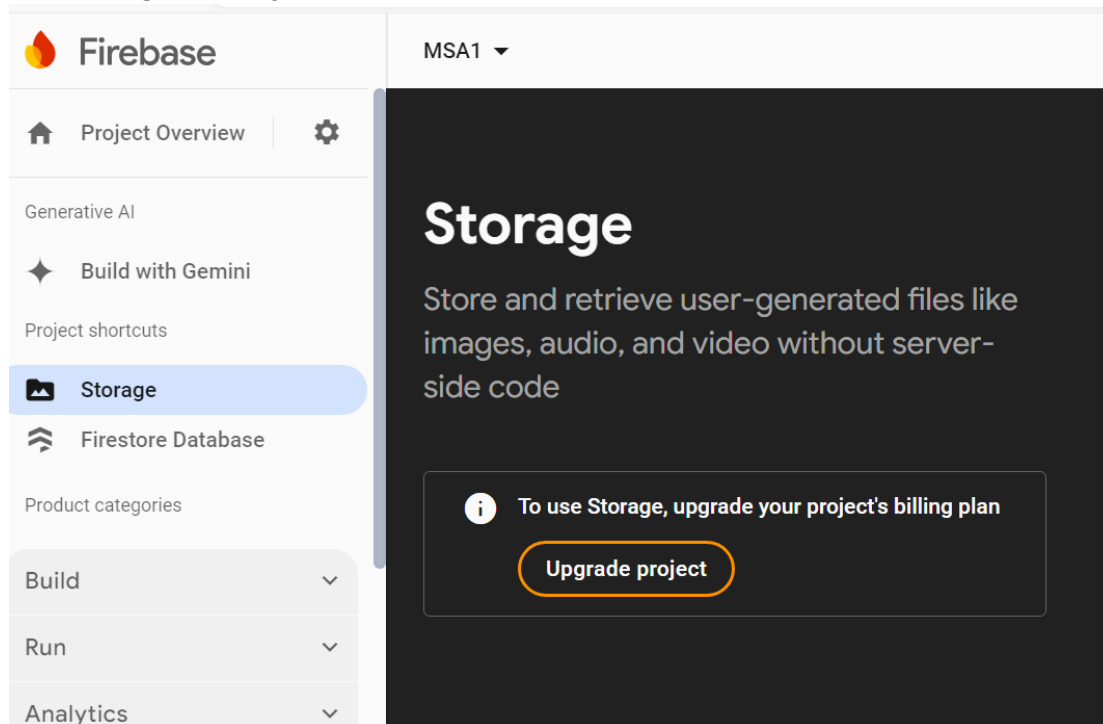 Firebase
MSA1
Project Overview
Generative AI
Build with Gemini
Project shortcuts
Storage
Firestore Database
Product categories
Build
Run
Analytics
Storage
Store and retrieve user-generated files like
images, audio, and video without server-
side code
To use Storage, upgrade your project's billing plan
Upgrade project